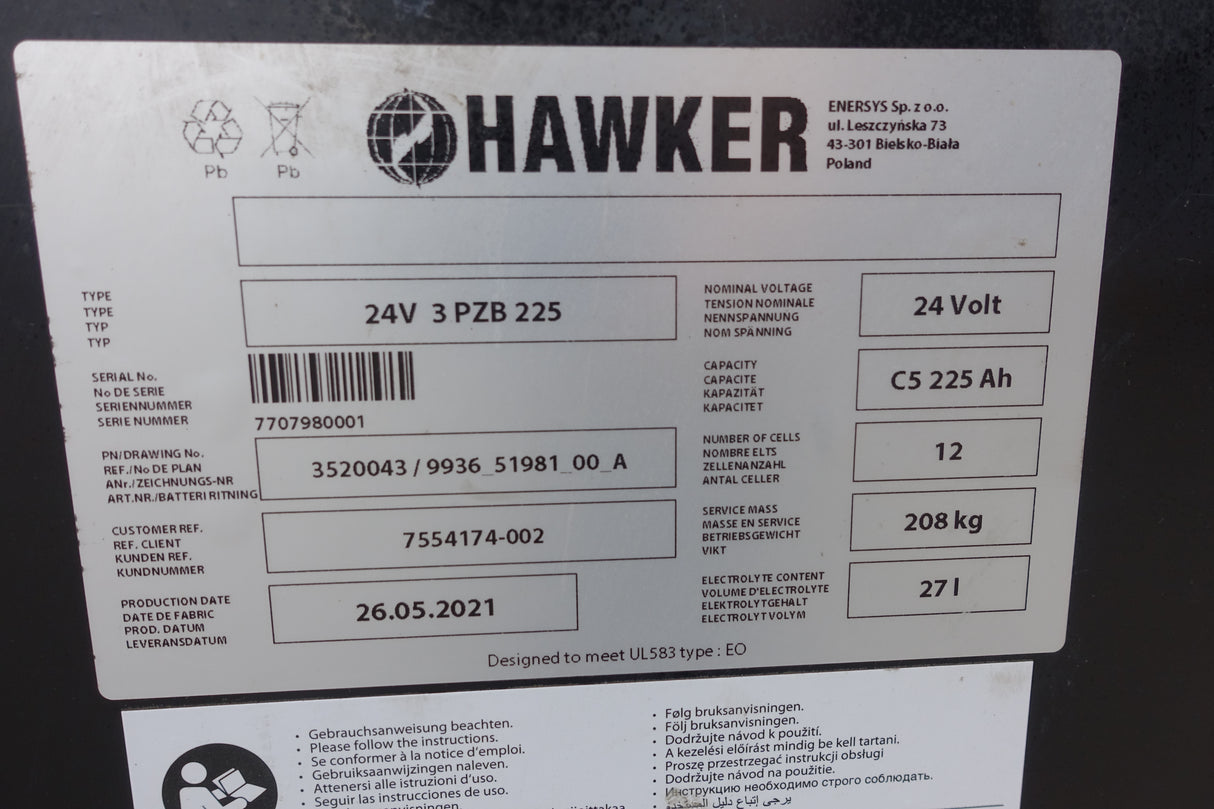 Pb
Pb
HAWKER
ENERSYS Sp. z o.o.
ul. Leszczyńska 73
43-301 Bielsko-Biała
Poland
TYPE
TYPE
TYP
TYP
24V 3 PZB 225
NOMINAL VOLTAGE
TENSION NOMINALE
NENNSPANNUNG
NOM SPÄNNING
24 Volt
SERIAL No.
No DE SERIE
SERIENNUMMER
SERIE NUMMER
7707980001
CAPACITY
CAPACITE
KAPAZITÄT
KAPACITET
C5 225 Ah
PN/DRAWING No.
REF./No DE PLAN
ANr./ZEICHNUNGS-NR
ART.NR./BATTERI RITNING
3520043 / 9936_51981_00_A
NUMBER OF CELLS
NOMBRE ELTS
ZELLENANZAHL
ANTAL CELLER
12
CUSTOMER REF.
REF. CLIENT
KUNDEN REF.
KUNDNUMMER
7554174-002
SERVICE MASS
MASSE EN SERVICE
BETRIEBSGEWICHT
VIKT
208 kg
PRODUCTION DATE
DATE DE FABRIC
PROD. DATUM
LEVERANSDATUM
26.05.2021
ELECTROLYTE CONTENT
VOLUME D'ELECTROLYTE
ELEKTROLYTGEHALT
ELECTROLYT VOLYM
27 l
Designed to meet UL583 type : EO
• Gebrauchsanweisung beachten.
• Please follow the instructions.
• Se conformer à la notice d'emploi.
• Gebruiksaanwijzingen naleven.
• Attenersi alle istruzioni d'uso.
• Seguir las instrucciones de uso.
• Følg bruksanvisningen.
• Följ bruksanvisningen.
• Dodržujte návod k použití.
• A kezelési előírást mindig be kell tartani.
• Proszę przestrzegać instrukcji obsługi
• Dodržujte návod na použitie.
• Инструкцию необходимо строго соблюдать.
يرجى إتباع دليل المستخدم